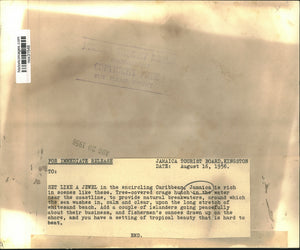 FOR IMMEDIATE RELEASE
JAMAICA TOURIST BOARD, KINGSTON
DATE: August 16, 1956.
TO:
SET LIKE A JEWEL in the encircling Caribbean, Jamaica is rich
in scenes like these. Tree-covered crags hunch in the water
near the coastline, to provide natural breakwaters, around which
the sea washes in, calm and clear, upon the long stretch of
whitesand beach. Add a couple of islanders going peacefully
about their business, and fishermen's canoes drawn up on the
shore, and you have a setting of tropical beauty that is hard to
beat.
END.